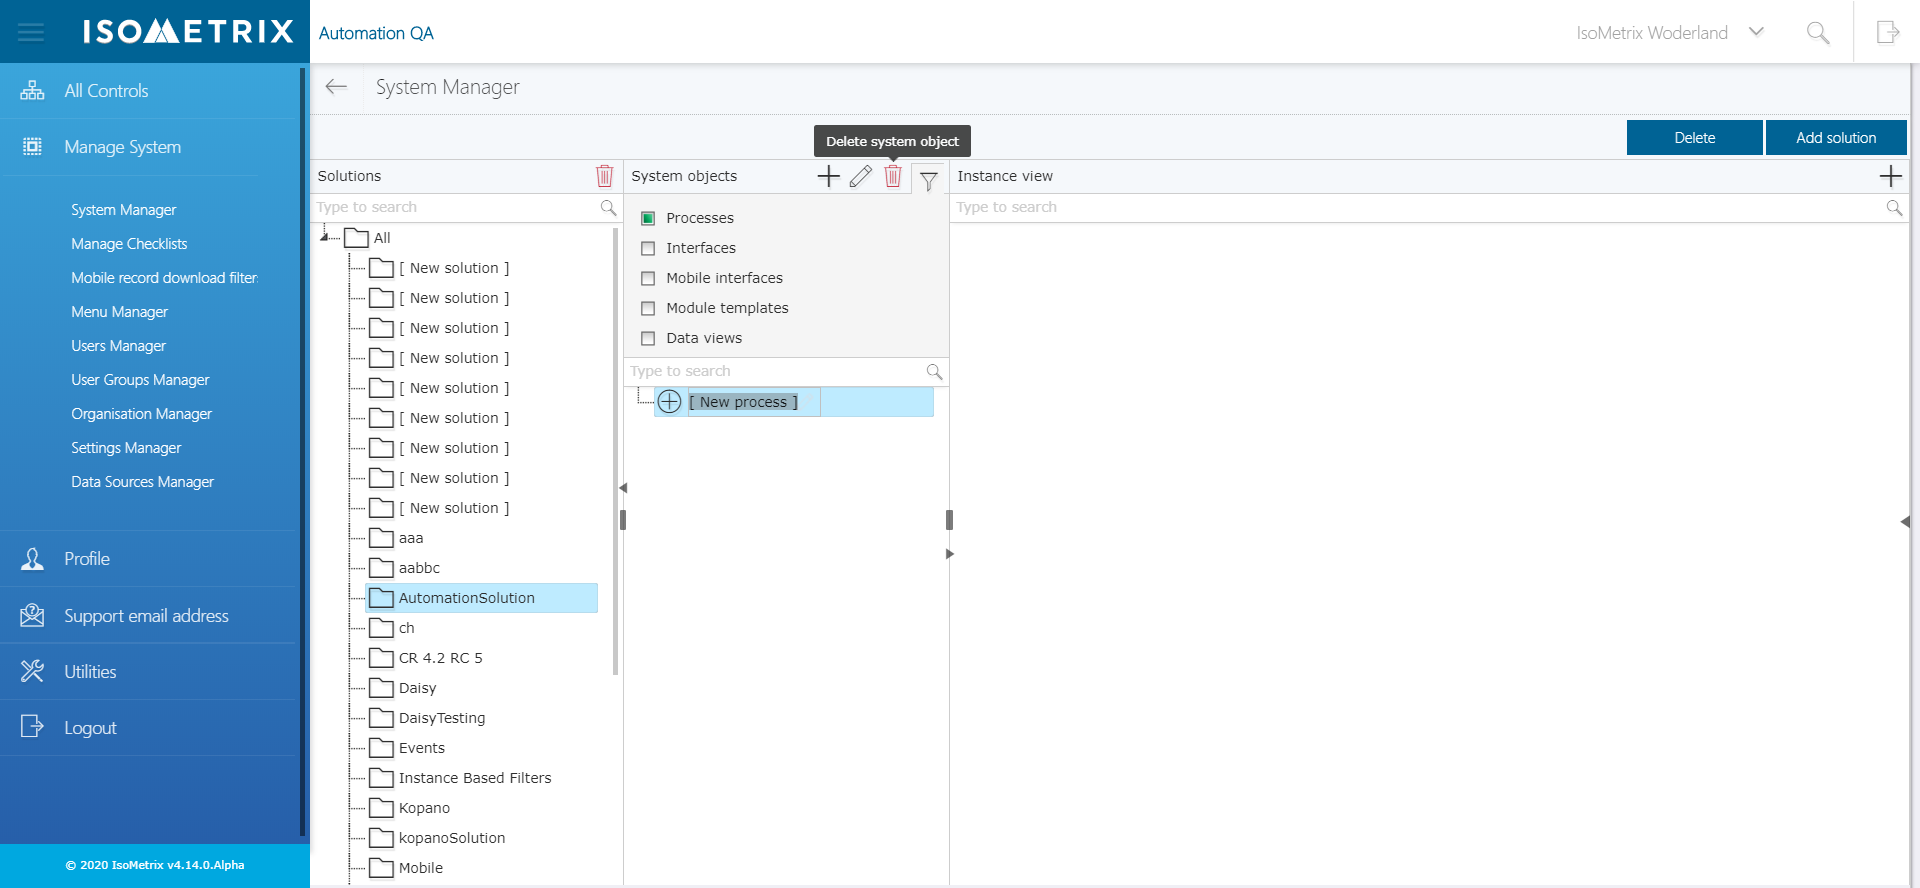 ISOMETRIX
Automation QA
IsoMetrix Woderland
All Controls
Manage System
System Manager
Manage Checklists
Mobile record download filter
Menu Manager
Users Manager
User Groups Manager
Organisation Manager
Settings Manager
Data Sources Manager
Profile
Support email address
Utilities
Logout
© 2020 IsoMetrix v4.14.0.Alpha
System Manager
Delete system object
Delete
Add solution
Solutions
Type to search
All
[ New solution ]
[ New solution ]
[ New solution ]
[ New solution ]
[ New solution ]
[ New solution ]
[ New solution ]
[ New solution ]
[ New solution ]
aaa
aabbc
AutomationSolution
ch
CR 4.2 RC 5
Daisy
DaisyTesting
Events
Instance Based Filters
Kopano
kopanoSolution
Mobile
System objects
Processes
Interfaces
Mobile interfaces
Module templates
Data views
Type to search
[ New process ]
Instance view
Type to search